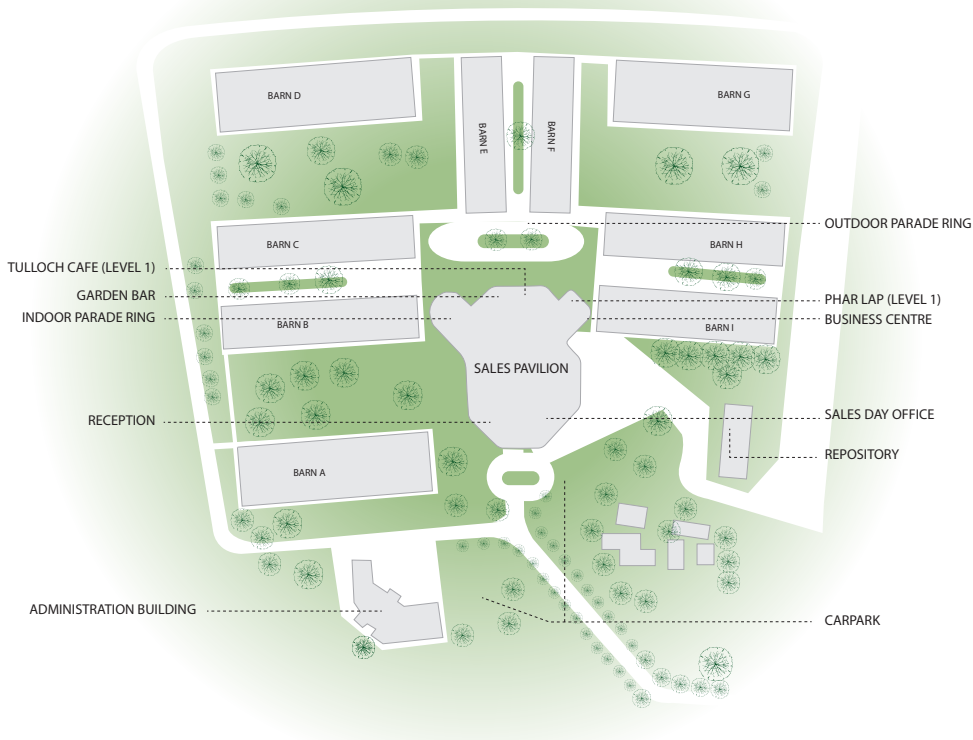 BARN D
BARN E
BARN F
BARN G
BARN C
BARN H
OUTDOOR PARADE RING
TULLOCH CAFE (LEVEL 1)
GARDEN BAR
INDOOR PARADE RING
PHAR LAP (LEVEL 1)
BUSINESS CENTRE
BARN B
BARN I
SALES PAVILION
RECEPTION
SALES DAY OFFICE
REPOSITORY
BARN A
ADMINISTRATION BUILDING
CARPARK